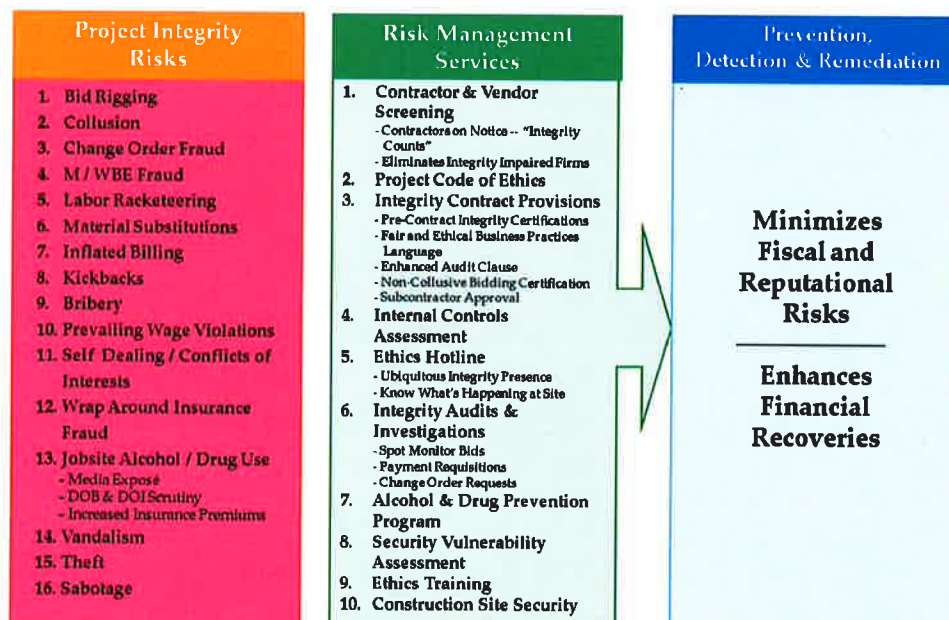 Project Integrity
Risks
1. Bid Rigging
2. Collusion
3. Change Order Fraud
4. M / WBE Fraud
5. Labor Racketeering
6. Material Substitutions
7. Inflated Billing
8. Kickbacks
9. Bribery
10. Prevailing Wage Violations
11. Self Dealing / Conflicts of
Interests
12. Wrap Around Insurance
Fraud
13. Jobsite Alcohol / Drug Use
- Media Exposé
- DOB & DOI Scrutiny
- Increased Insurance Premiums
14. Vandalism
15. Theft
16. Sabotage
Risk Management
Services
1. Contractor & Vendor
Screening
- Contractors on Notice -- "Integrity
Counts"
- Eliminates Integrity Impaired Firms
2. Project Code of Ethics
3. Integrity Contract Provisions
- Pre-Contract Integrity Certifications
- Fair and Ethical Business Practices
Language
- Enhanced Audit Clause
- Non-Collusive Bidding Certification
- Subcontractor Approval
4. Internal Controls
Assessment
5. Ethics Hotline
- Ubiquitous Integrity Presence
- Know What's Happening at Site
6. Integrity Audits &
Investigations
- Spot Monitor Bids
- Payment Requisitions
- Change Order Requests
7. Alcohol & Drug Prevention
Program
8. Security Vulnerability
Assessment
9. Ethics Training
10. Construction Site Security
Prevention,
Detection & Remediation
Minimizes
Fiscal and
Reputational
Risks
Enhances
Financial
Recoveries